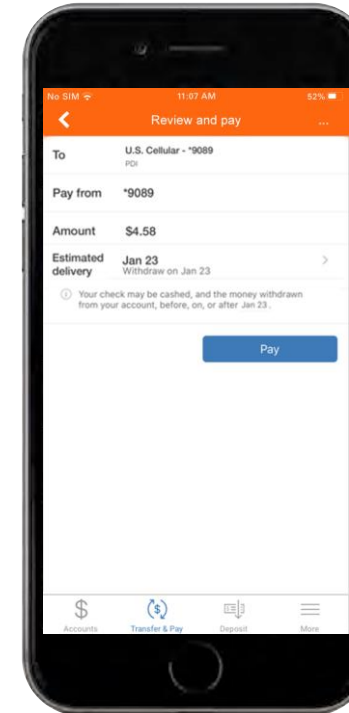 No SIM 11:07 AM 52%
Review and pay ...
To U.S. Cellular - *9089
PDI
Pay from *9089
Amount $4.58
Estimated delivery Jan 23
Withdraw on Jan 23
Your check may be cashed, and the money withdrawn
from your account, before, on, or after Jan 23.
Pay
Accounts Transfer & Pay Deposit More